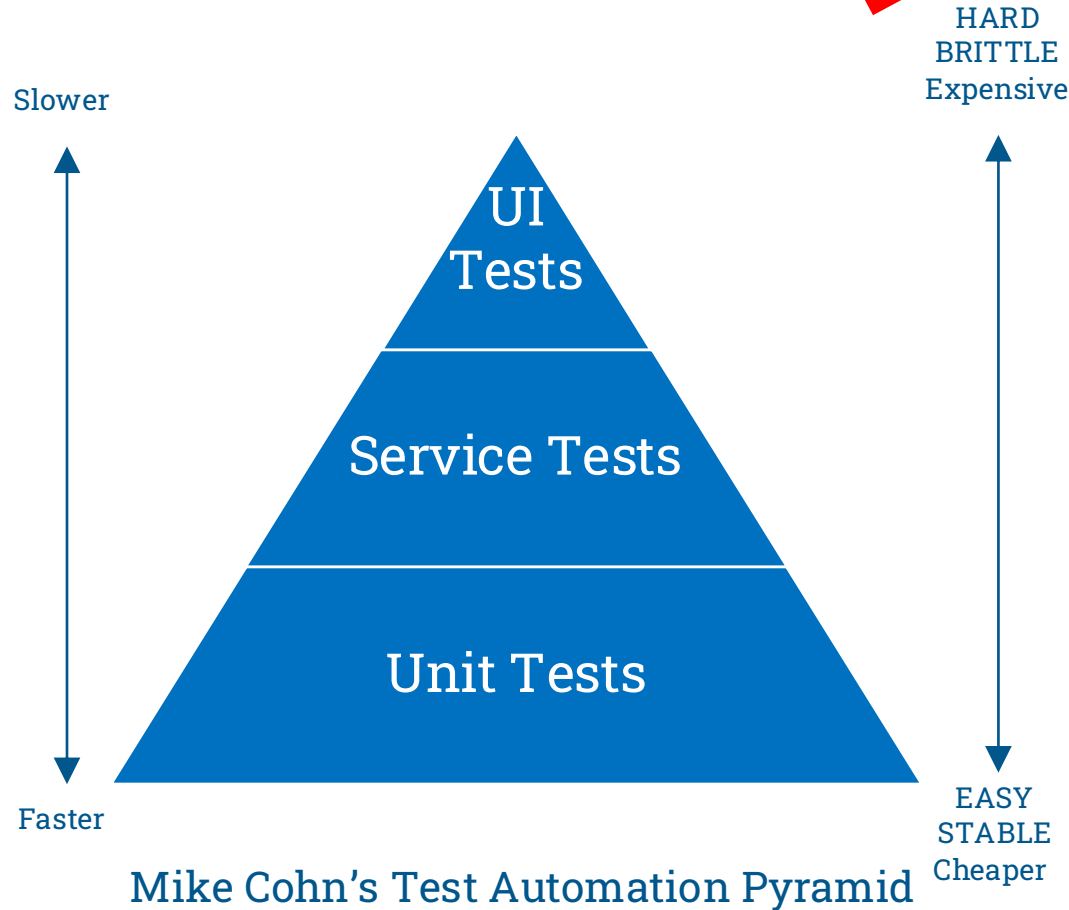 HARD
BRITTLE
Expensive
Slower
UI
Tests
Service Tests
Unit Tests
Faster
EASY
STABLE
Cheaper
Mike Cohn’s Test Automation Pyramid